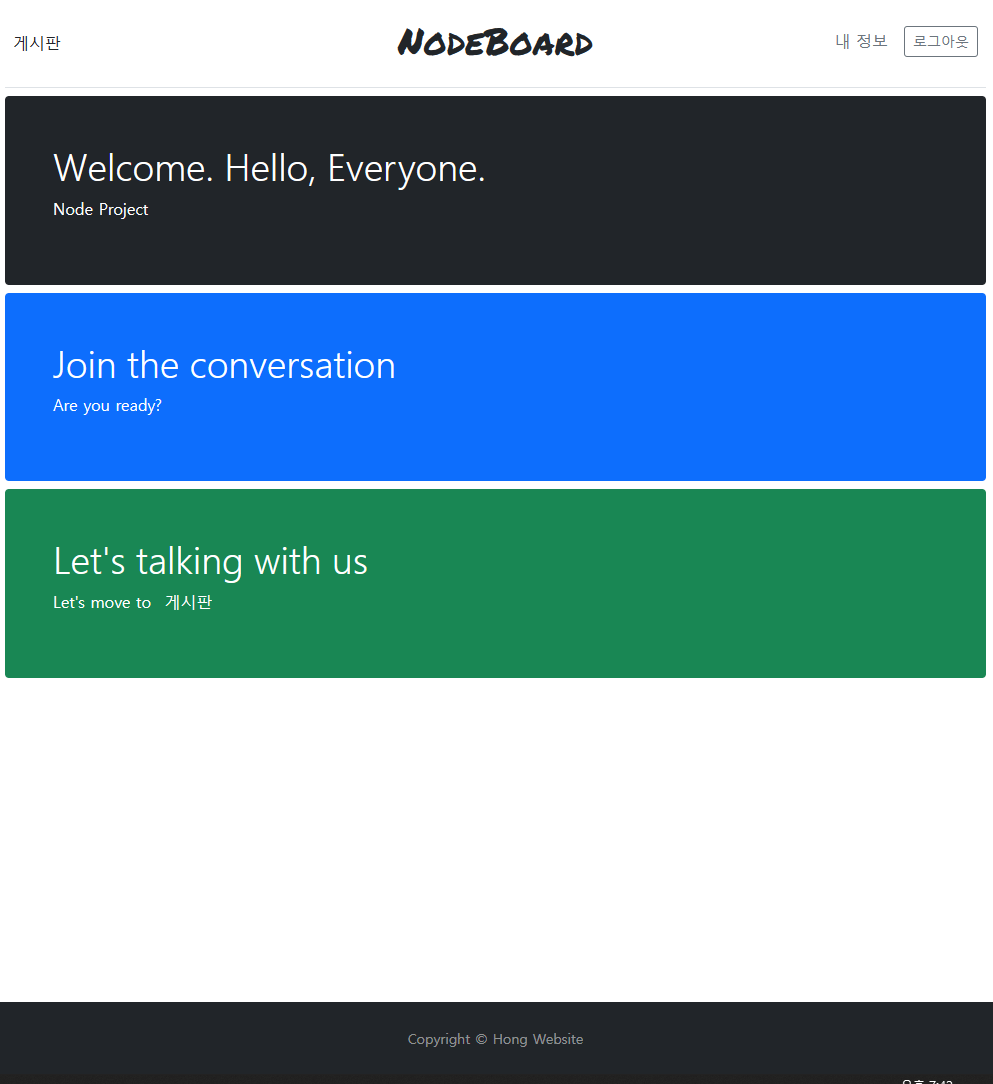 게시판
NodeBoard
내 정보
로그아웃
Welcome. Hello, Everyone.
Node Project
Join the conversation
Are you ready?
Let's talking with us
Let's move to 게시판
Copyright © Hong Website